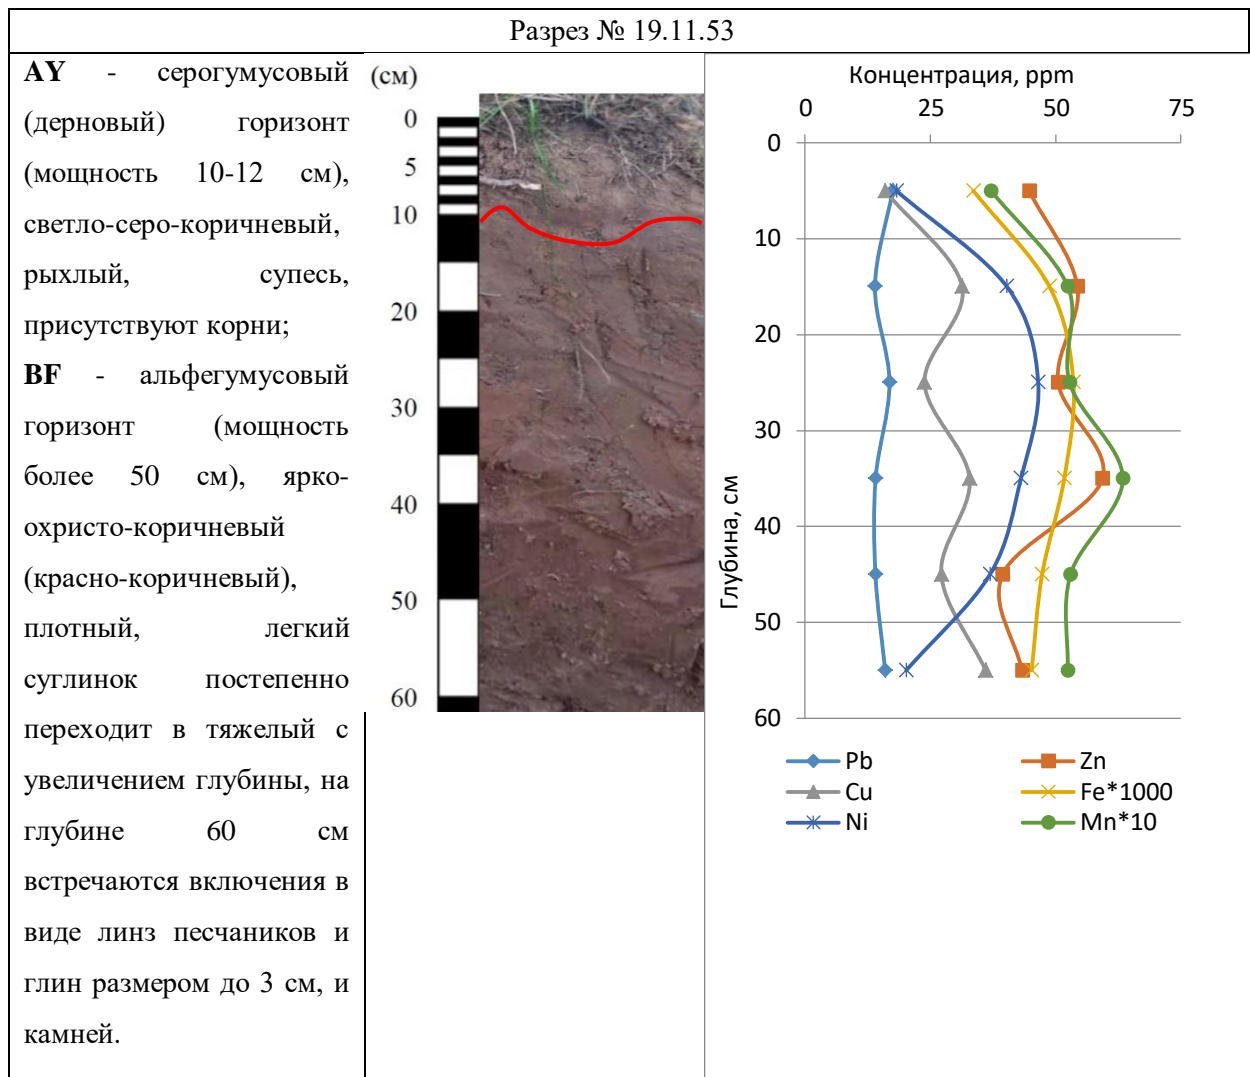 Разрез № 19.11.53
AY - серогумусовый
(дерновый) горизонт
(мощность 10-12 см),
светло-серо-коричневый,
рыхлый, супесь,
присутствуют корни;
BF - альфегумусовый
горизонт (мощность
более 50 см), ярко-
охристо-коричневый
(красно-коричневый),
плотный, легкий
суглинок постепенно
переходит в тяжелый с
увеличением глубины, на
глубине 60 см
встречаются включения в
виде линз песчаников и
глин размером до 3 см, и
камней.
(см)
0
5
10
20
30
40
50
60
Концентрация, ppm
0 25 50 75
0
10
20
30
40
50
60
Глубина, см
Pb Zn
Cu Fe*1000
Ni Mn*10